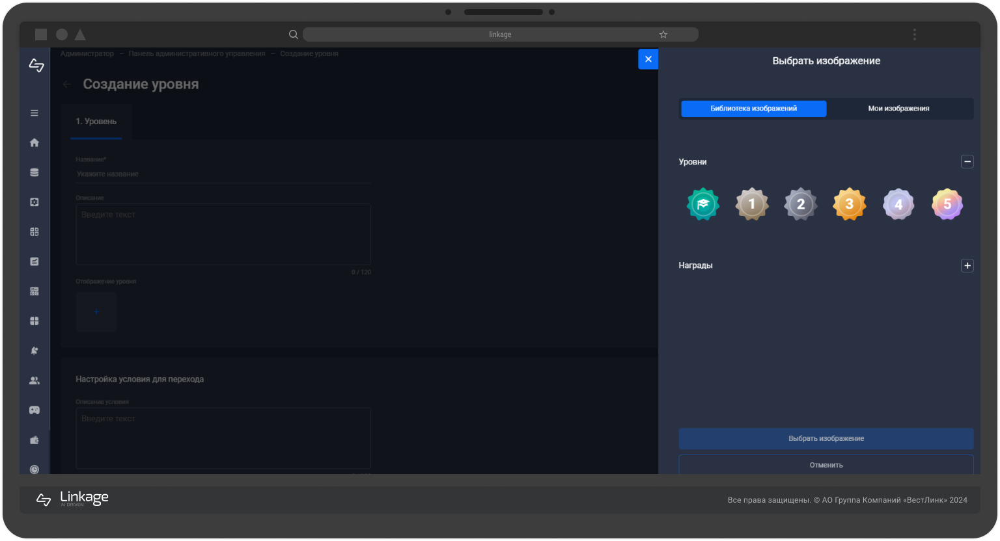 linkage
Администратор – Панель административного управления – Создание уровня
Создание уровня
1. Уровень
Название*
Укажите название
Описание
Введите текст
0 / 120
Отображение уровня
Настройка условия для перехода
Описание условия
Введите текст
Выбрать изображение
Библиотека изображений
Мои изображения
Уровни
1
2
3
4
5
Награды
Выбрать изображение
Отменить
Linkage
AI DRIVEN
Все права защищены. © АО Группа Компаний «ВестЛинк» 2024